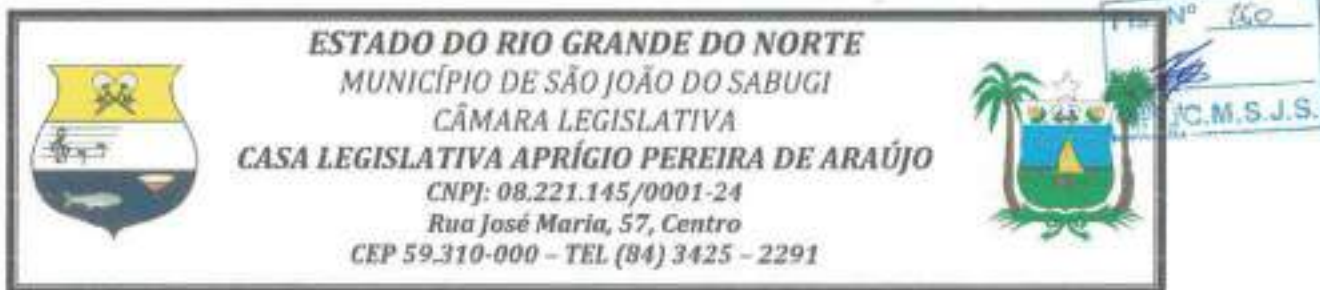 ESTADO DO RIO GRANDE DO NORTE
MUNICÍPIO DE SÃO JOÃO DO SABUGI
CÂMARA LEGISLATIVA
CASA LEGISLATIVA APRÍGIO PEREIRA DE ARAÚJO
CNPJ: 08.221.145/0001-24
Rua José Maria, 57, Centro
CEP 59.310-000 – TEL (84) 3425 – 2291
Nº
C.M.S.J.S.